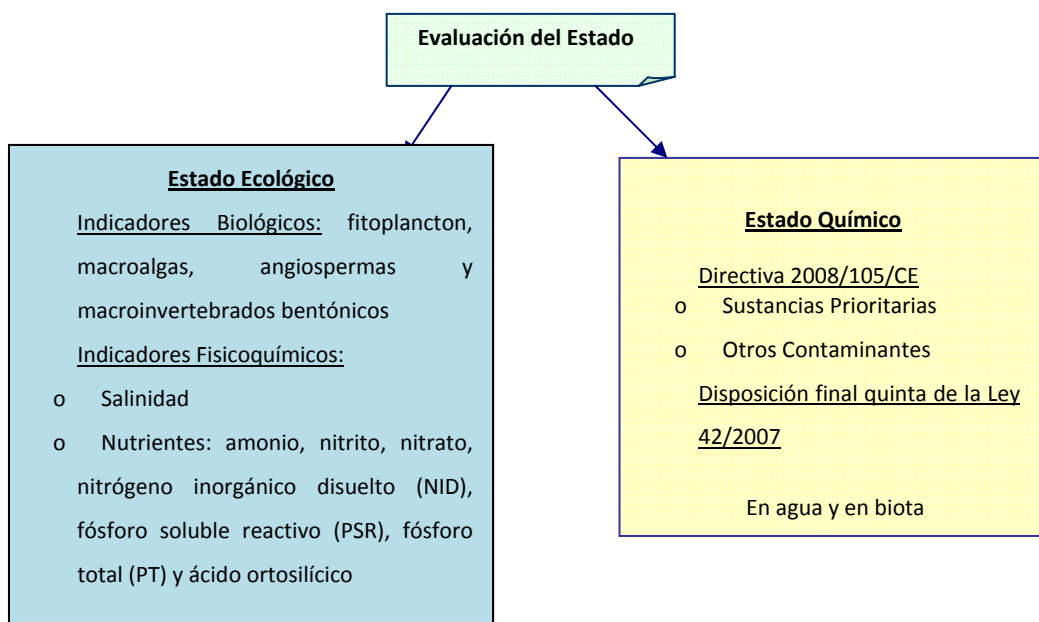 Evaluación del Estado
Estado Ecológico
Indicadores Biológicos: fitoplancton,
macroalgas, angiospermas y
macroinvertebrados bentónicos
Indicadores Fisicoquímicos:
o Salinidad
o Nutrientes: amonio, nitrito, nitrato,
nitrógeno inorgánico disuelto (NID),
fósforo soluble reactivo (PSR), fósforo
total (PT) y ácido ortosilícico
Estado Químico
Directiva 2008/105/CE
o Sustancias Prioritarias
o Otros Contaminantes
Disposición final quinta de la Ley
42/2007
En agua y en biota